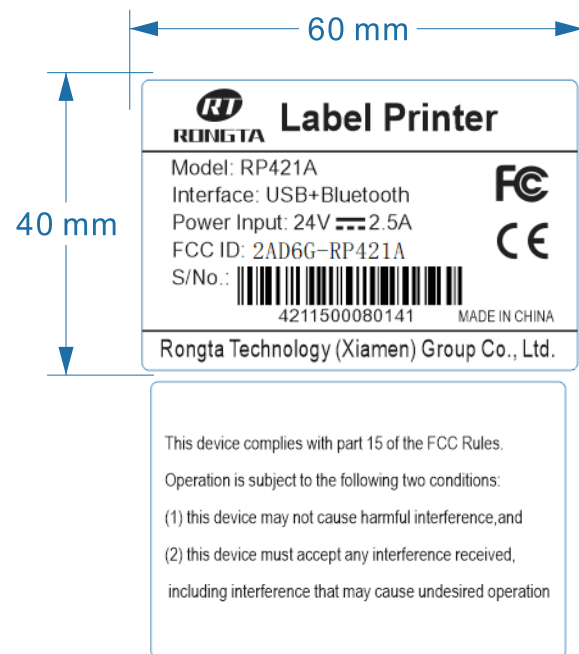 60 mm
40 mm
RT
RONGTA
Label Printer
Model: RP421A
Interface: USB+Bluetooth
Power Input: 24V 2.5A
FCC ID: 2AD6G-RP421A
S/No.:
4211500080141
MADE IN CHINA
FC
CE
Rongta Technology (Xiamen) Group Co., Ltd.
This device complies with part 15 of the FCC Rules.
Operation is subject to the following two conditions:
(1) this device may not cause harmful interference,and
(2) this device must accept any interference received,
including interference that may cause undesired operation